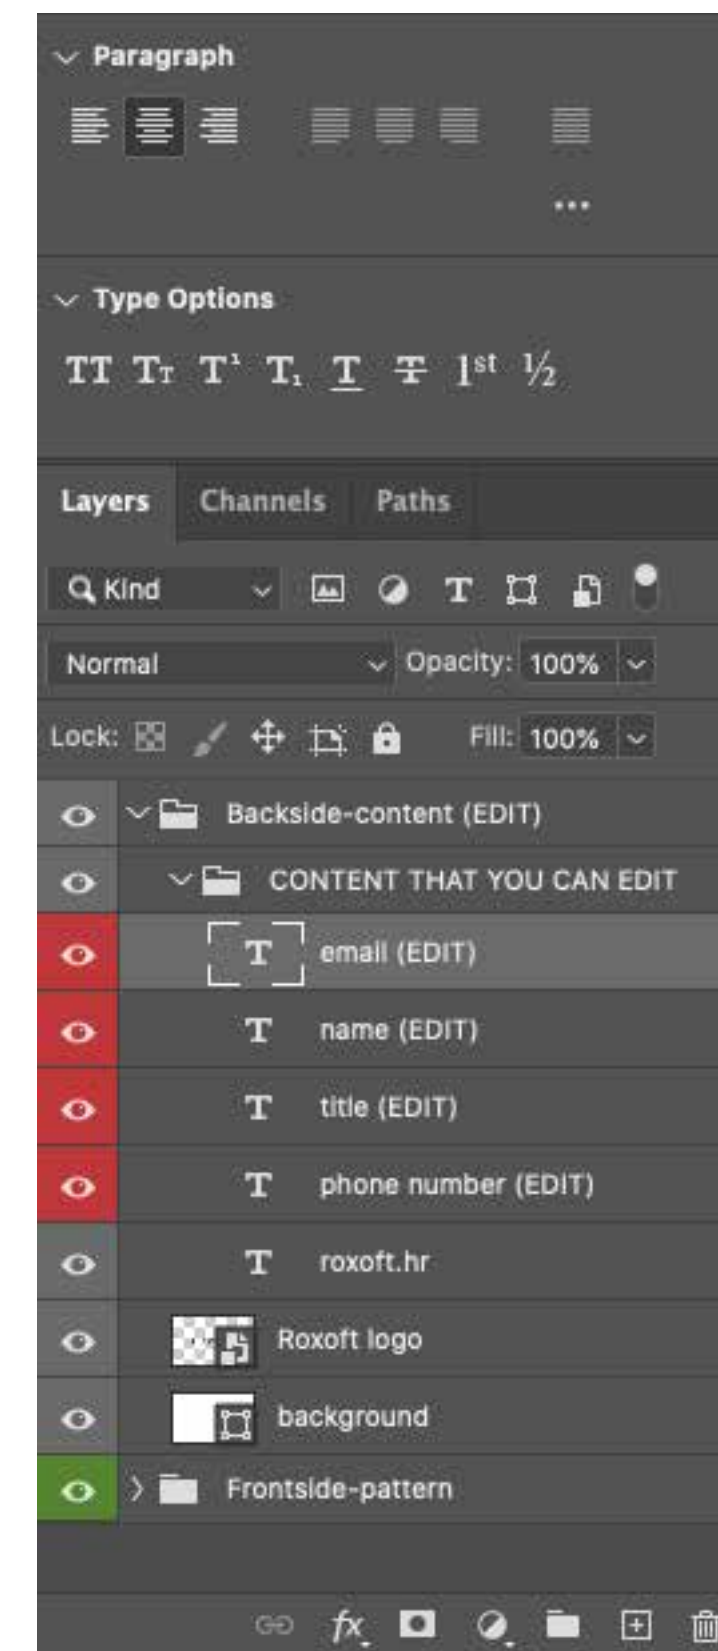 Paragraph
Type Options
TT Tт T¹ T₁ T T 1st ½
Layers Channels Paths
Kind T
Normal Opacity: 100%
Lock: Fill: 100%
Backside-content (EDIT)
CONTENT THAT YOU CAN EDIT
T email (EDIT)
T name (EDIT)
T title (EDIT)
T phone number (EDIT)
T roxoft.hr
Roxoft logo
background
Frontside-pattern
fx